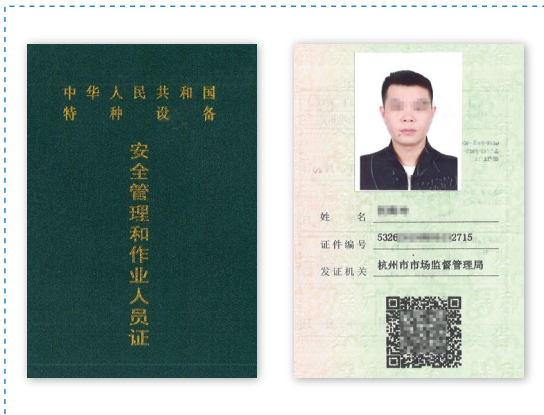 中华人民共和国
特种设备
安全管理和作业人员证
姓名
证件编号 5326 2715
发证机关 杭州市市场监督管理局